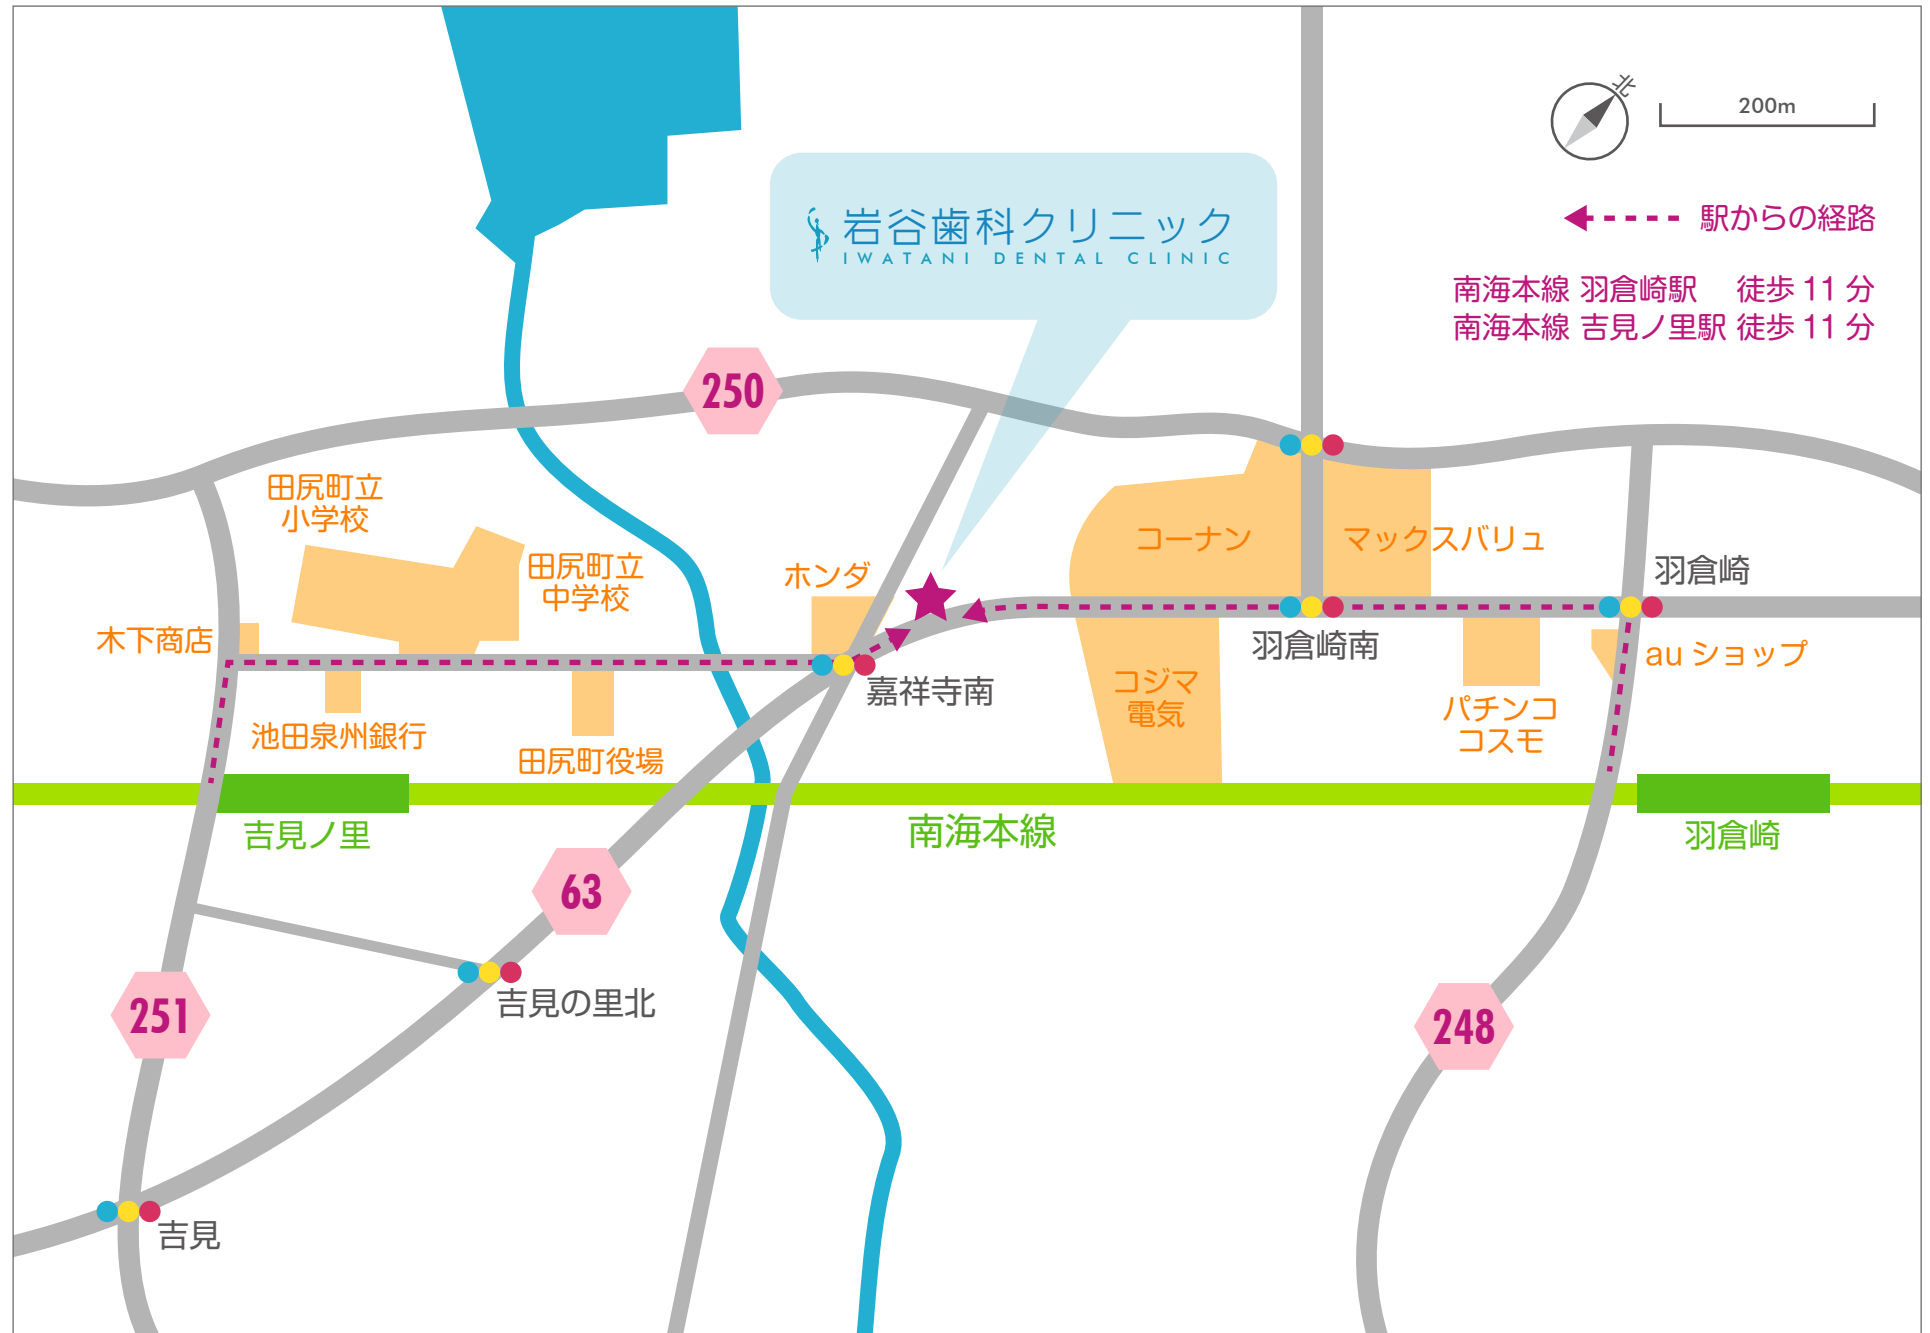 北
200m
岩谷歯科クリニック
IWATANI DENTAL CLINIC
駅からの経路
南海本線 羽倉崎駅 徒歩 11 分
南海本線 吉見ノ里駅 徒歩 11 分
250
田尻町立
小学校
田尻町立
中学校
ホンダ
コーナン
マックスバリュ
羽倉崎
木下商店
羽倉崎南
au ショップ
嘉祥寺南
コジマ
電気
パチンコ
コスモ
池田泉州銀行
田尻町役場
吉見ノ里
南海本線
羽倉崎
63
吉見の里北
251
248
吉見